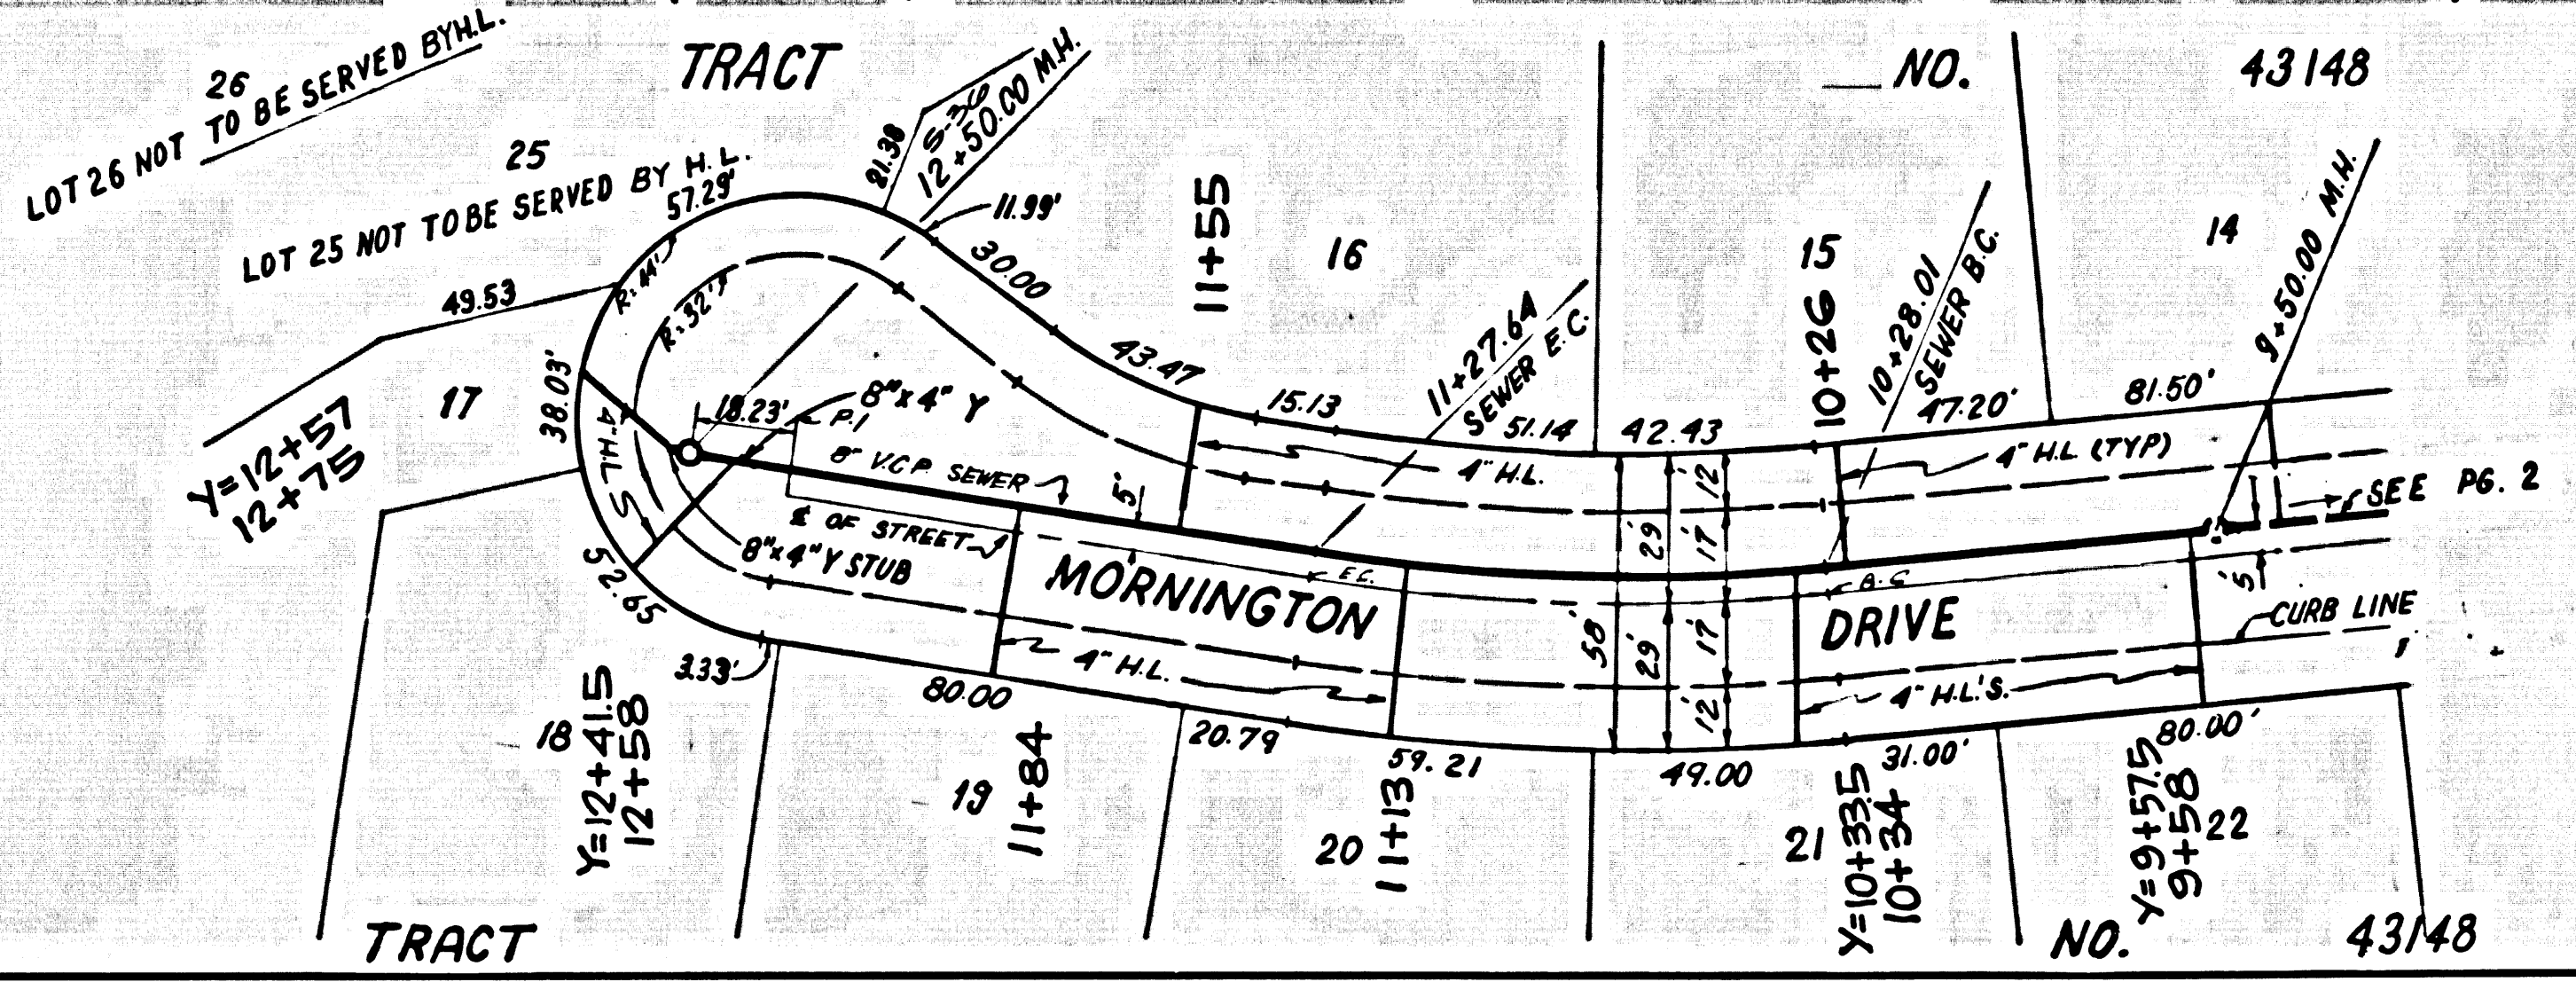 26
LOT 26 NOT TO BE SERVED BY H.L.
TRACT
NO.
43148
25
LOT 25 NOT TO BE SERVED BY H.L.
57.29'
21.38
S-36
12+50.00 M.H.
11.99'
30.00
11+55
16
15
10+26
10+28.01
SEWER B.C.
14
9+50.00 M.H.
49.53
R=44'
R=32'
43.47
15.13
11+27.64
SEWER E.C.
51.14
42.43
47.20'
81.50'
17
Y=12+57
12+75
38.03'
4" H.L.'S
18.23'
P.I
8"x4" Y
8" V.C.P. SEWER
5'
4" H.L.
12'
29'
17'
4" H.L (TYP)
SEE PG. 2
℄ OF STREET
8"x4" Y STUB
E.C.
B.C
5'
MORNINGTON
DRIVE
CURB LINE
58'
29'
17'
12'
52.65
3.33'
4" H.L.
4" H.L.'S.
80.00
20.79
59.21
49.00
31.00'
80.00'
18
Y=12+41.5
12+58
19
11+84
20
11+13
21
Y=10+33.5
10+34
Y=9+57.5
9+58
22
TRACT
NO.
43148